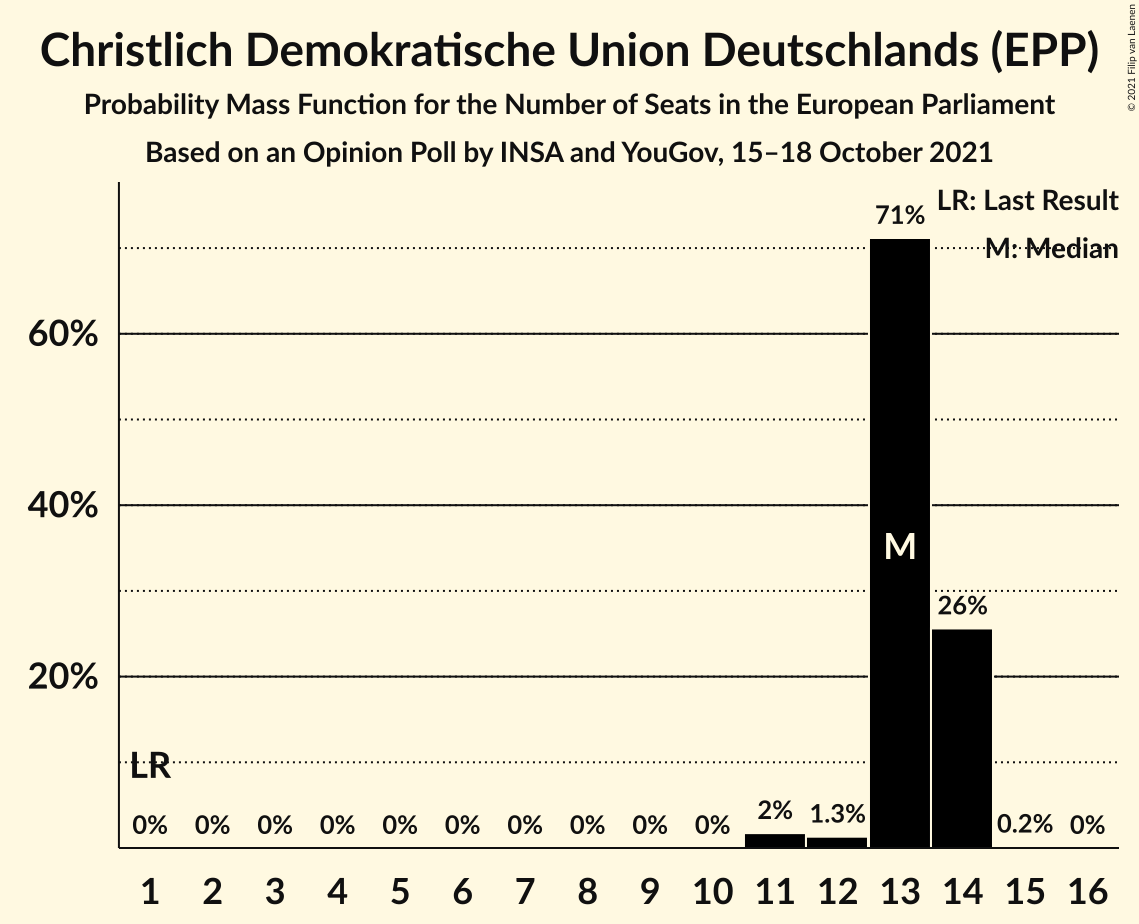 Christlich Demokratische Union Deutschlands (EPP)
Probability Mass Function for the Number of Seats in the European Parliament
Based on an Opinion Poll by INSA and YouGov, 15–18 October 2021
© 2021 Filip van Laenen
LR: Last Result
M: Median
71%
60%
40%
M
26%
20%
LR
0% 0% 0% 0% 0% 0% 0% 0% 0% 0% 2% 1.3% 0.2% 0%
1 2 3 4 5 6 7 8 9 10 11 12 13 14 15 16